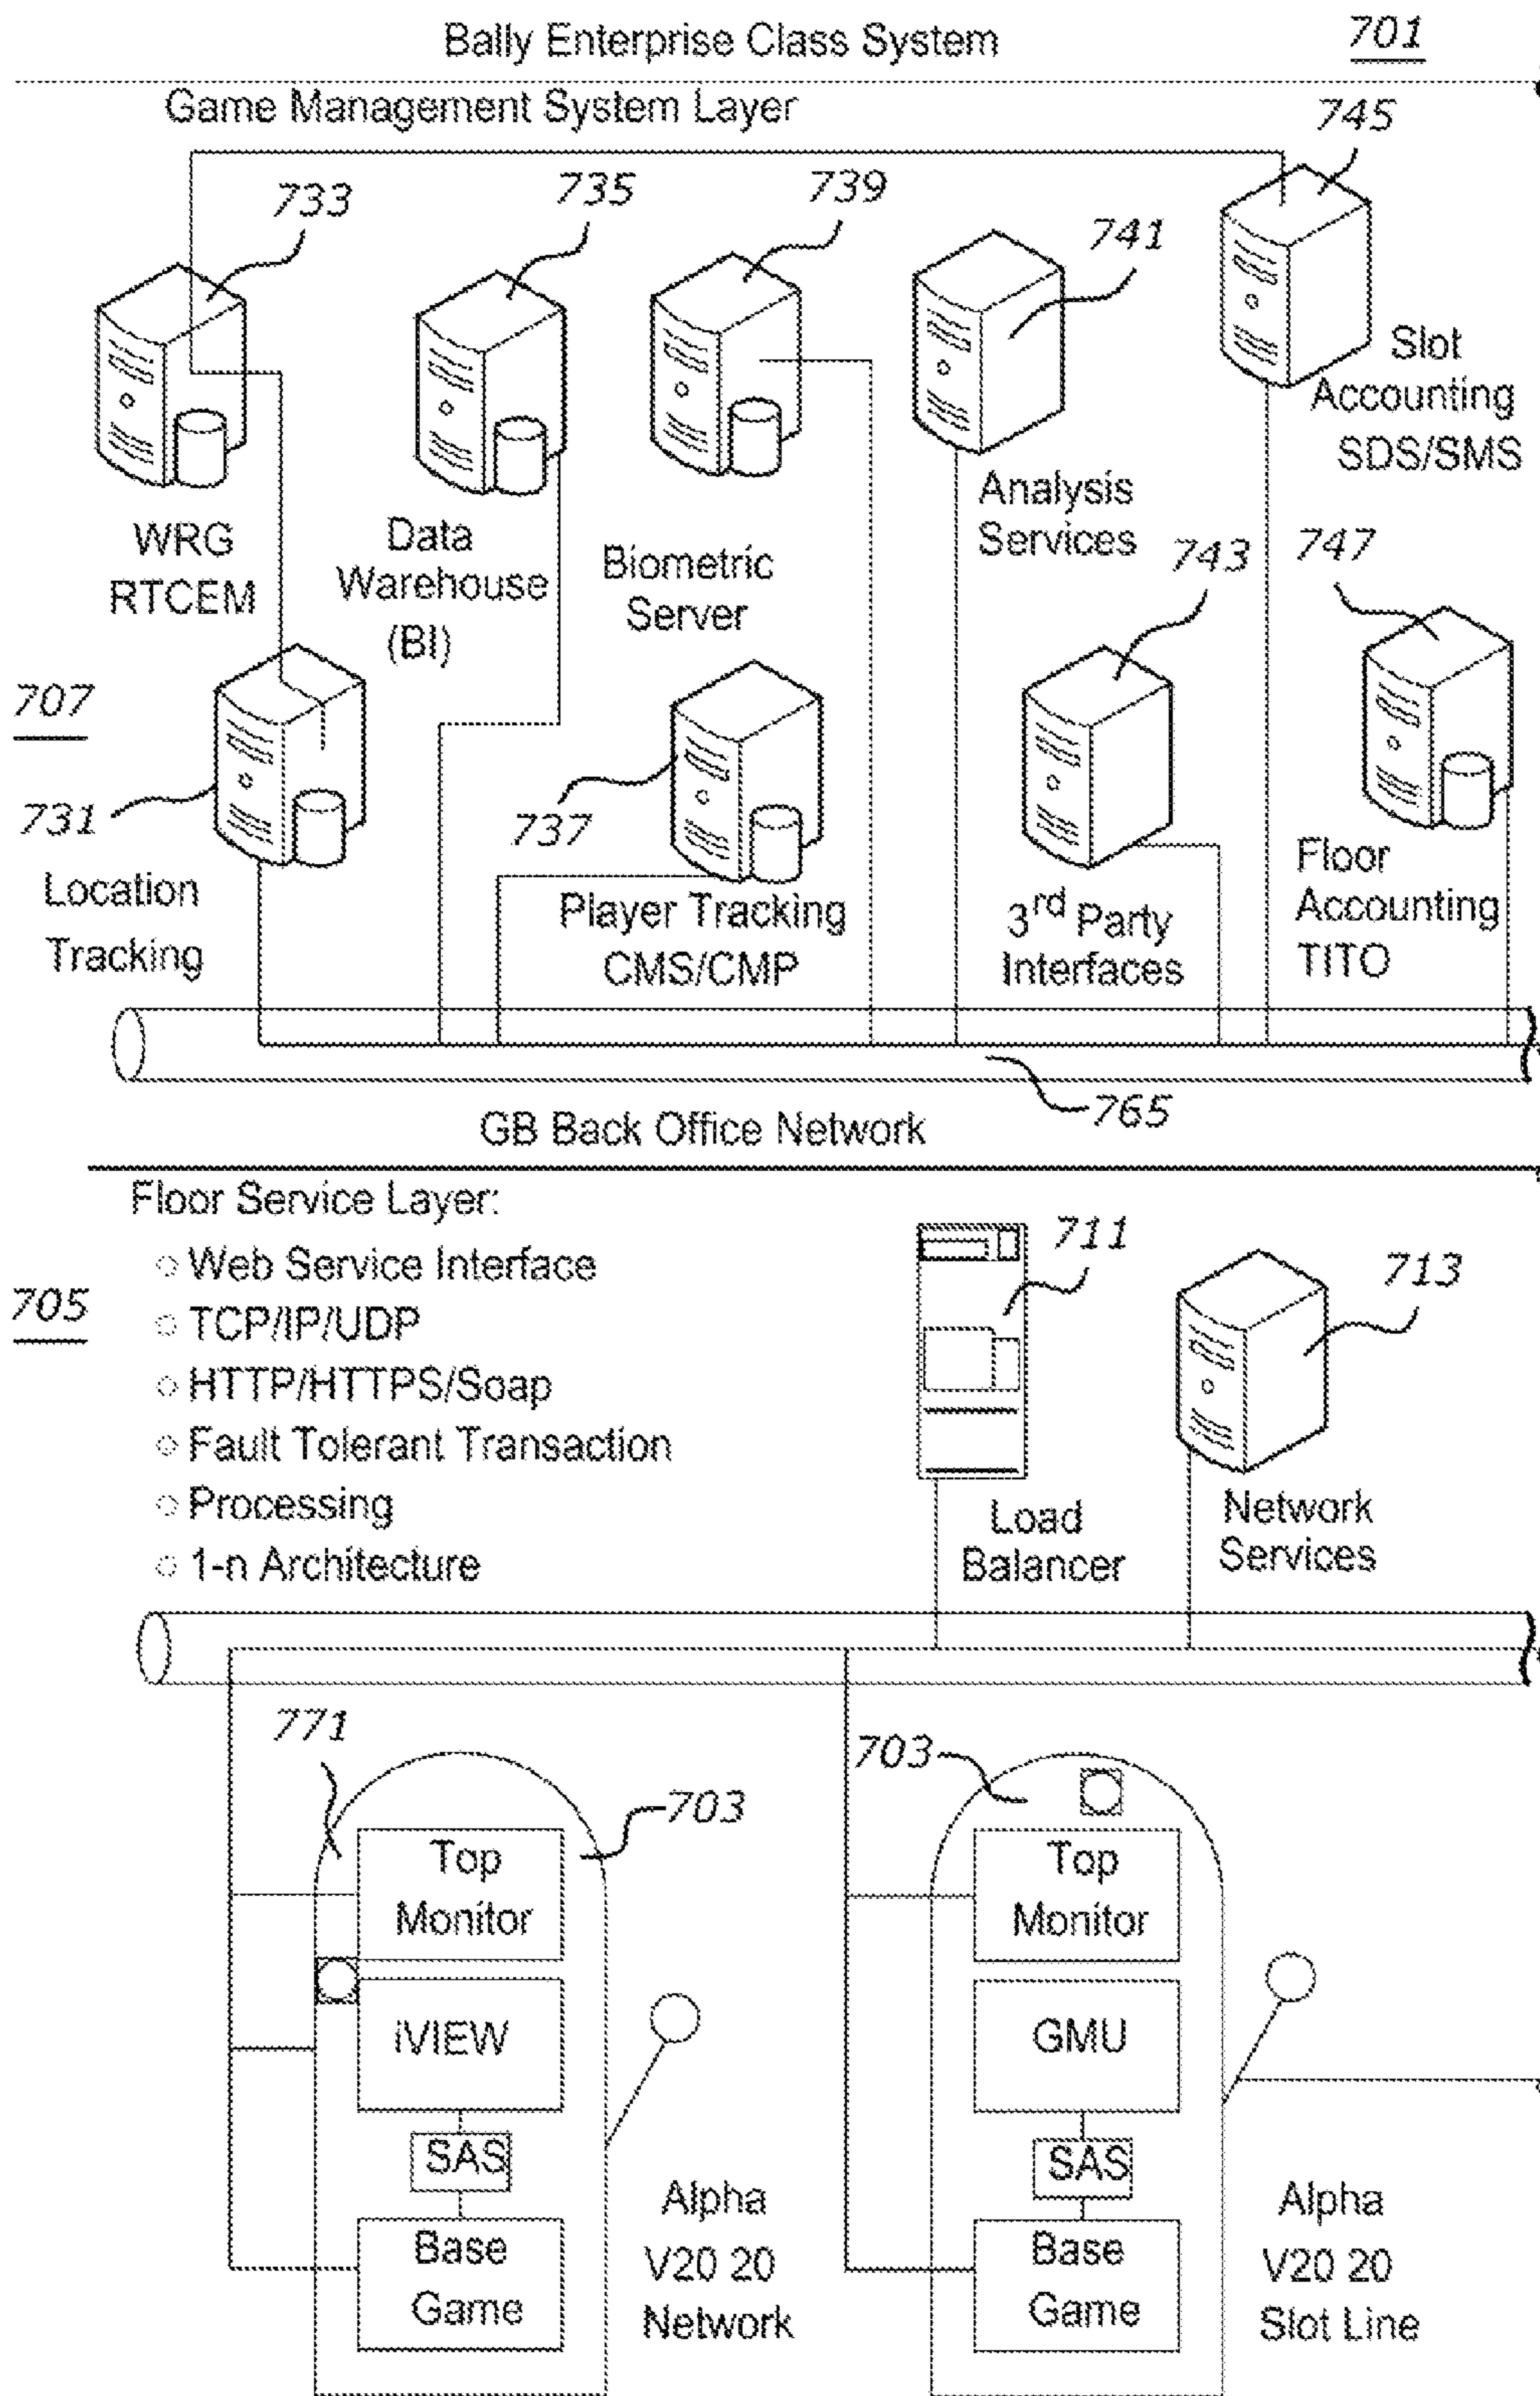 Bally Enterprise Class System
701
Game Management System Layer
745
733
735
739
741
Slot
Accounting
SDS/SMS
WRG
RTCEM
Data
Warehouse
(BI)
Biometric
Server
Analysis
Services
743
747
707
731
737
Location
Tracking
Player Tracking
CMS/CMP
3rd Party
Interfaces
Floor
Accounting
TITO
765
GB Back Office Network
Floor Service Layer:
705
Web Service Interface
TCP/IP/UDP
HTTP/HTTPS/Soap
Fault Tolerant Transaction
Processing
1-n Architecture
711
713
Load
Balancer
Network
Services
771
703
703
Top
Monitor
iVIEW
SAS
Base
Game
Alpha
V20 20
Network
Top
Monitor
GMU
SAS
Base
Game
Alpha
V20 20
Slot Line